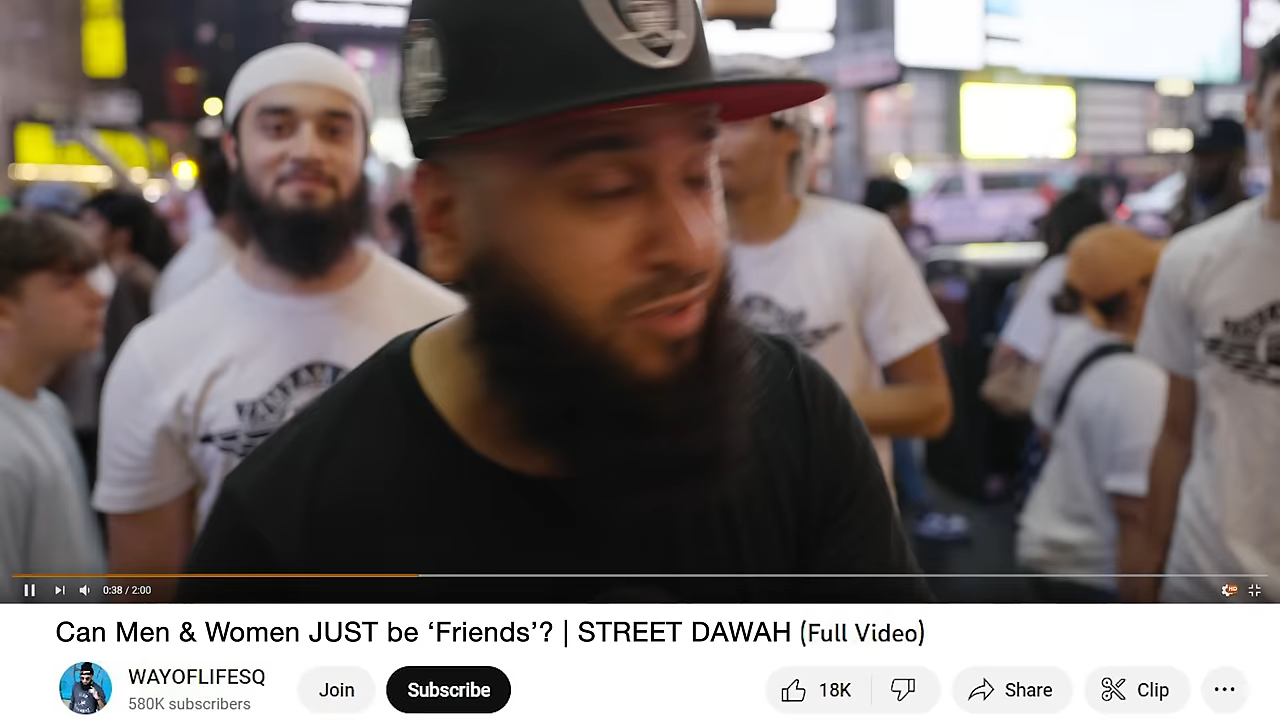 0:38 / 2:00
HD
Can Men & Women JUST be ‘Friends’? | STREET DAWAH (Full Video)
WAYOFLIFESQ
580K subscribers
Join
Subscribe
18K
Share
Clip